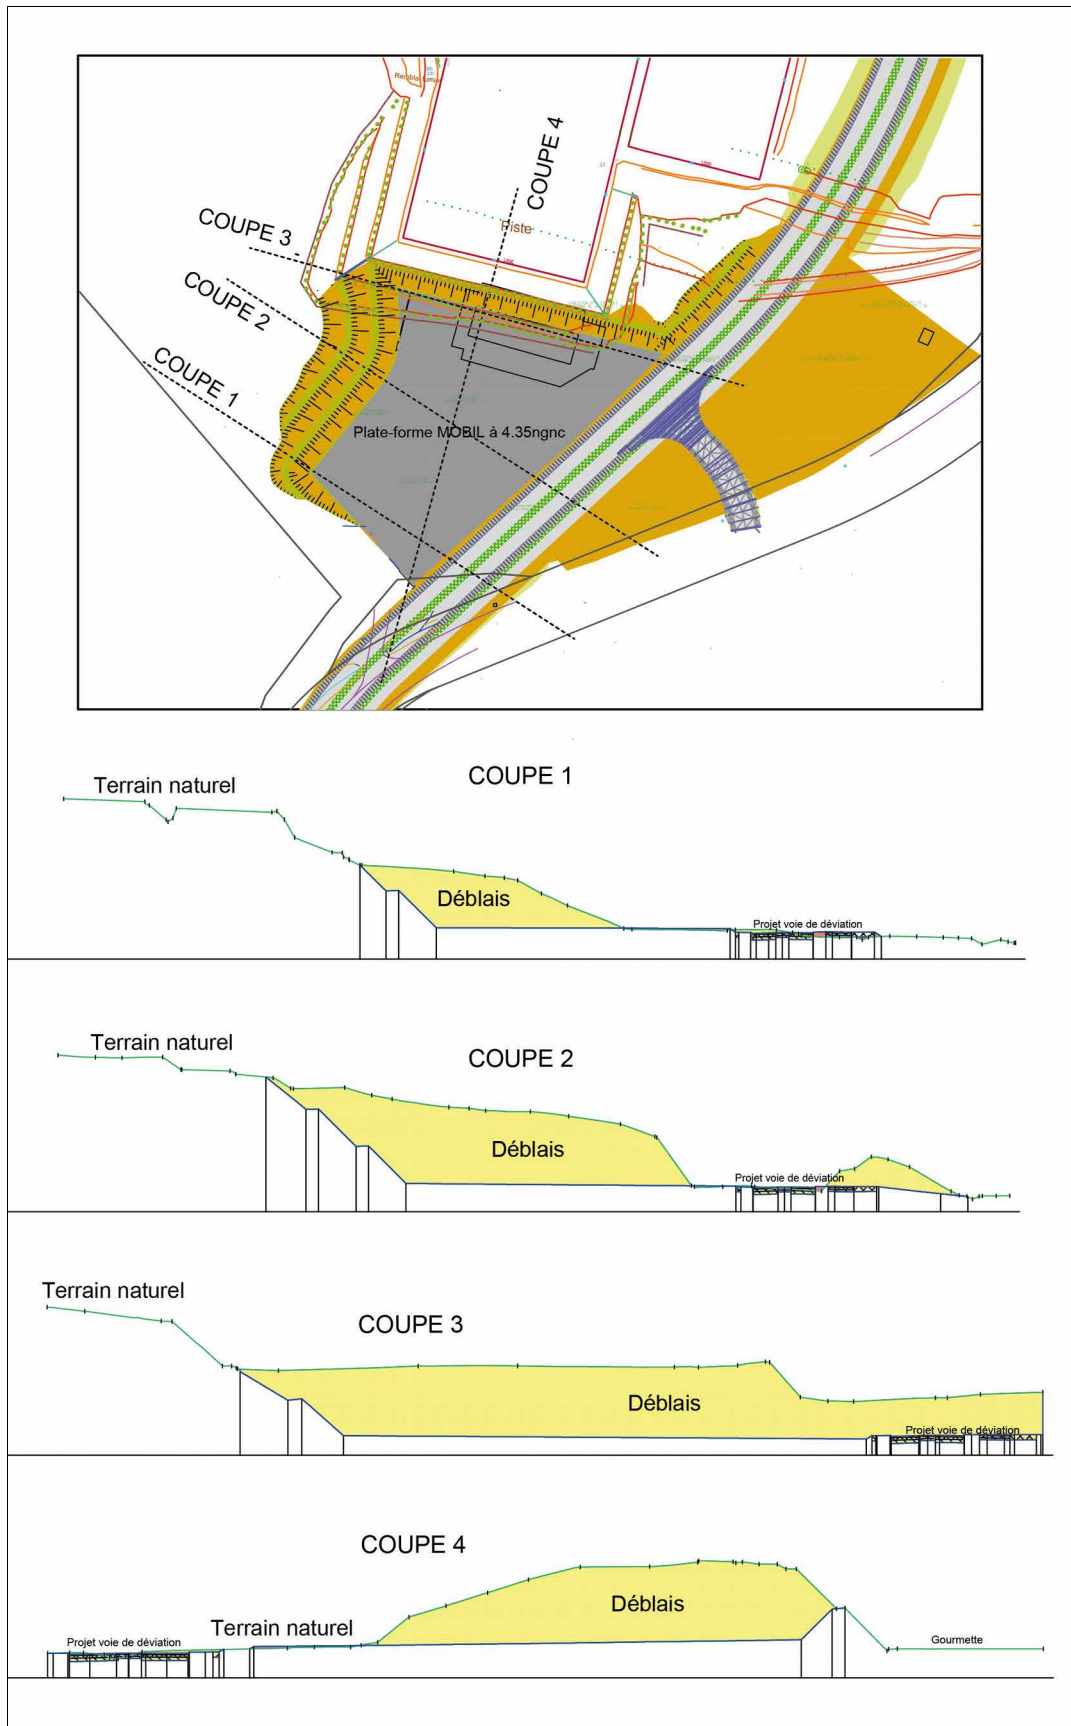 Remblai fumier
COUPE 4
COUPE 3
Piste
COUPE 2
COUPE 1
Plate-forme MOBIL à 4.35ngnc
COUPE 1
Terrain naturel
Déblais
Projet voie de déviation
Terrain naturel
COUPE 2
Déblais
Projet voie de déviation
Terrain naturel
COUPE 3
Déblais
Projet voie de déviation
COUPE 4
Déblais
Terrain naturel
Projet voie de déviation
Gourmette